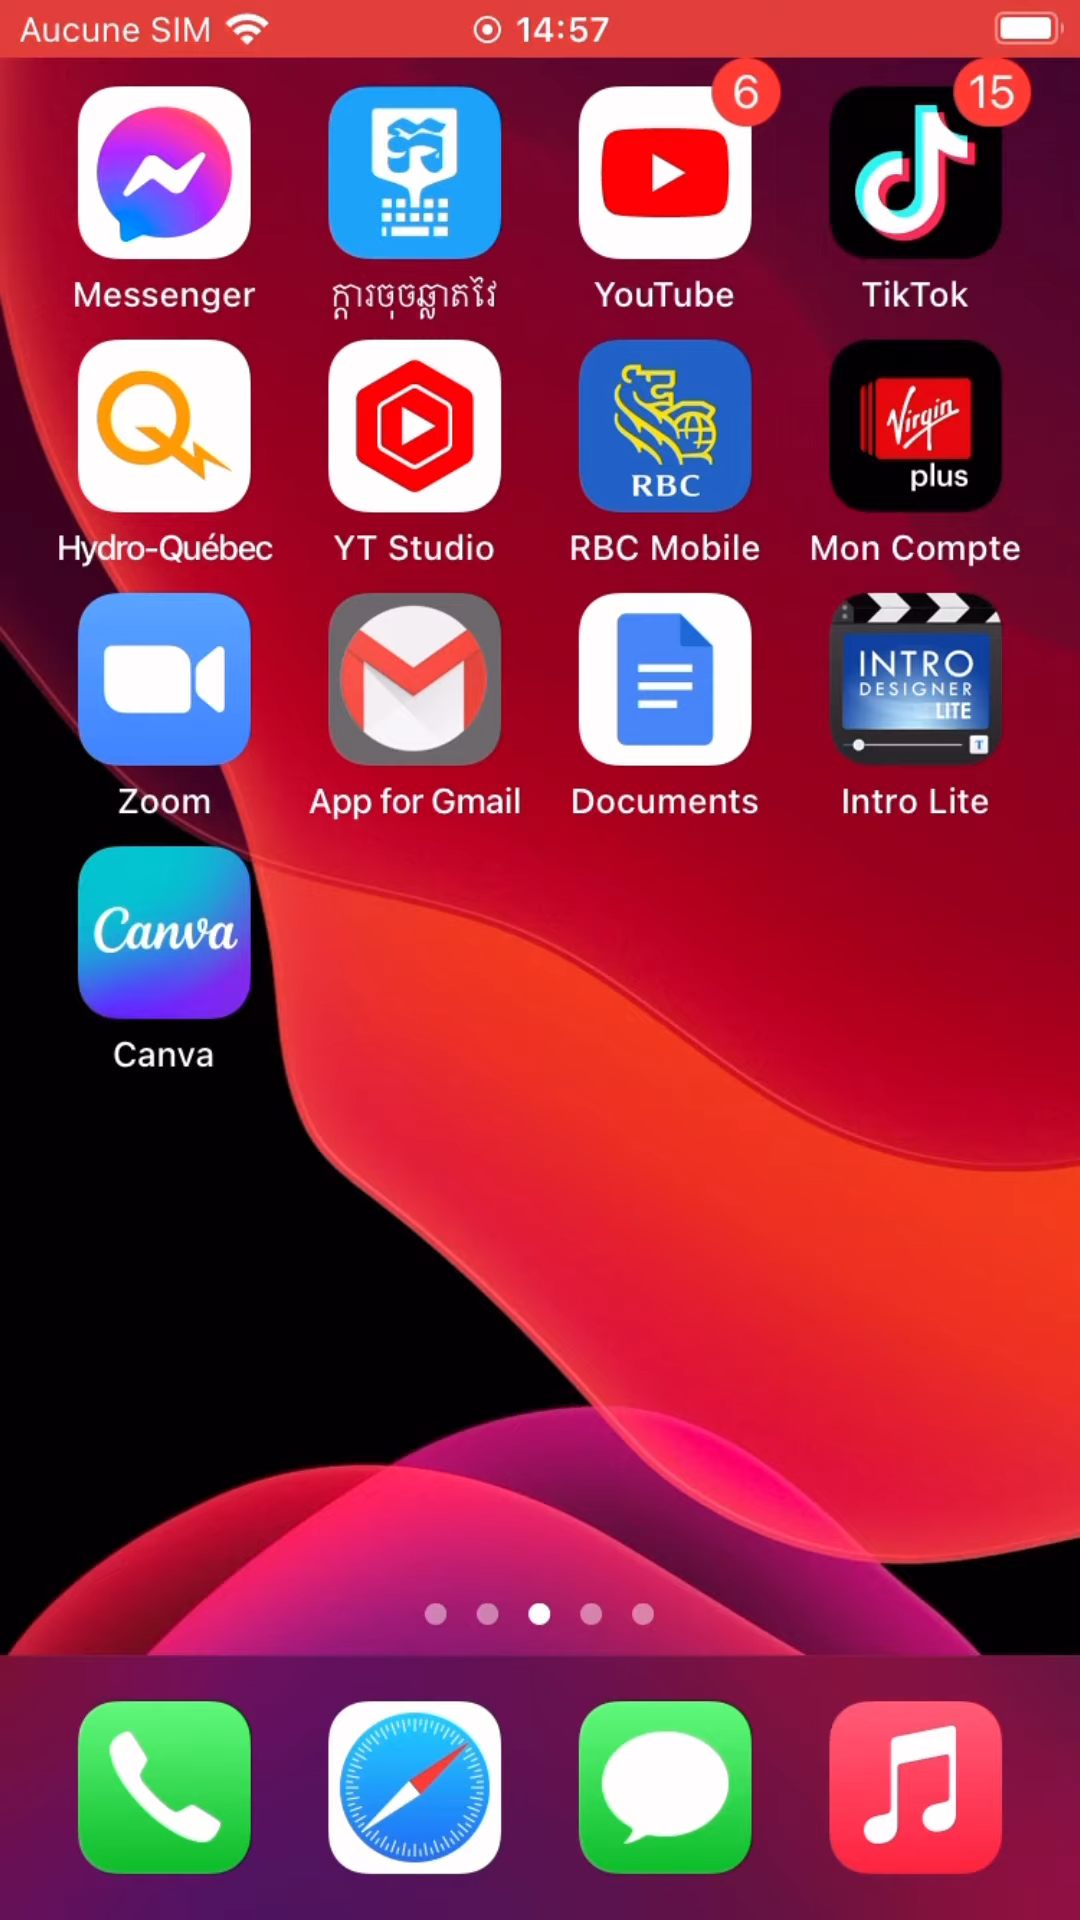 Aucune SIM 14:57
6 15
Messenger ក្ដារចុចឆ្លាតវៃ YouTube TikTok
RBC Virgin plus
Hydro-Québec YT Studio RBC Mobile Mon Compte
INTRO DESIGNER LITE T
Zoom App for Gmail Documents Intro Lite
Canva
Canva